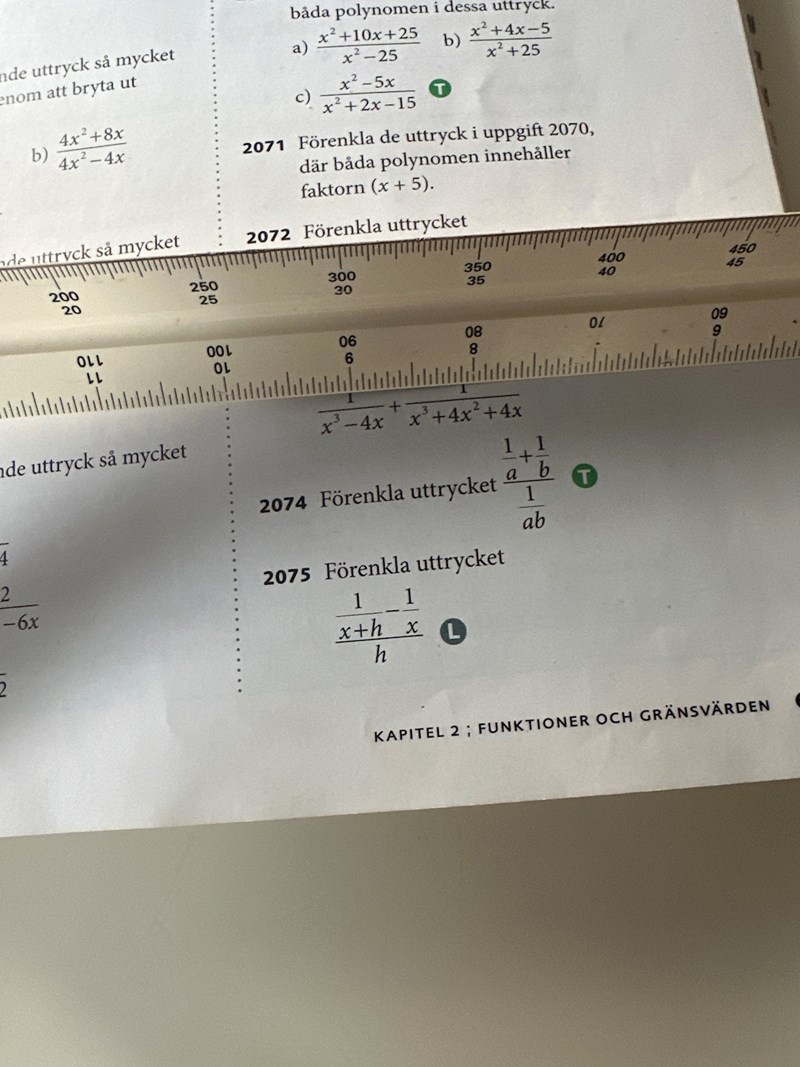 nde uttryck så mycket
enom att bryta ut
b) 4x²+8x / 4x²−4x
nde uttryck så mycket
nde uttryck så mycket
4
2
−6x
2
båda polynomen i dessa uttryck.
a) x²+10x+25 / x²−25 b) x²+4x−5 / x²+25
c) x²−5x / x²+2x−15 T
2071 Förenkla de uttryck i uppgift 2070,
där båda polynomen innehåller
faktorn (x + 5).
2072 Förenkla uttrycket
200 250 300 350 400 450
20 25 30 35 40 45
110 100 90 80 70 60
11 10 9 8 6
1 / x³−4x + 1 / x³+4x²+4x
2074 Förenkla uttrycket (1/a + 1/b) / (1/ab) T
2075 Förenkla uttrycket
(1/(x+h) − 1/x) / h L
KAPITEL 2 ; FUNKTIONER OCH GRÄNSVÄRDEN